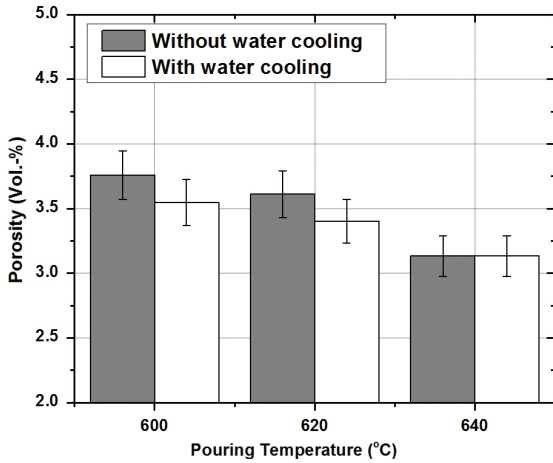 5.0
4.5
4.0
3.5
3.0
2.5
2.0
Porosity (Vol.-%)
Without water cooling
With water cooling
600
620
640
Pouring Temperature (°C)